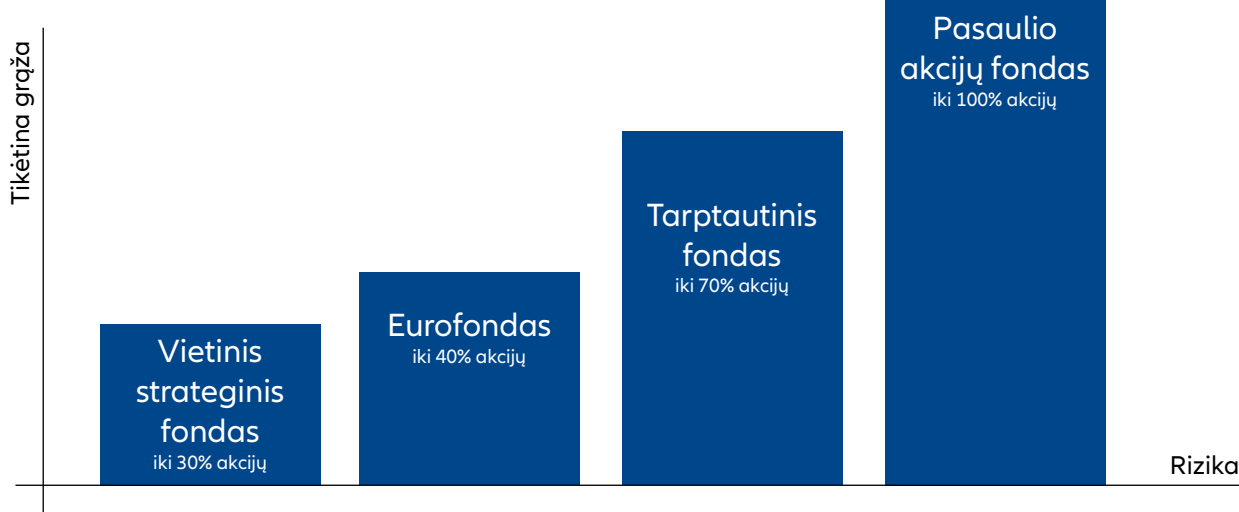 Tikėtina grąža
Vietinis
strateginis
fondas
iki 30% akcijų
Eurofondas
iki 40% akcijų
Tarptautinis
fondas
iki 70% akcijų
Pasaulio
akcijų fondas
iki 100% akcijų
Rizika